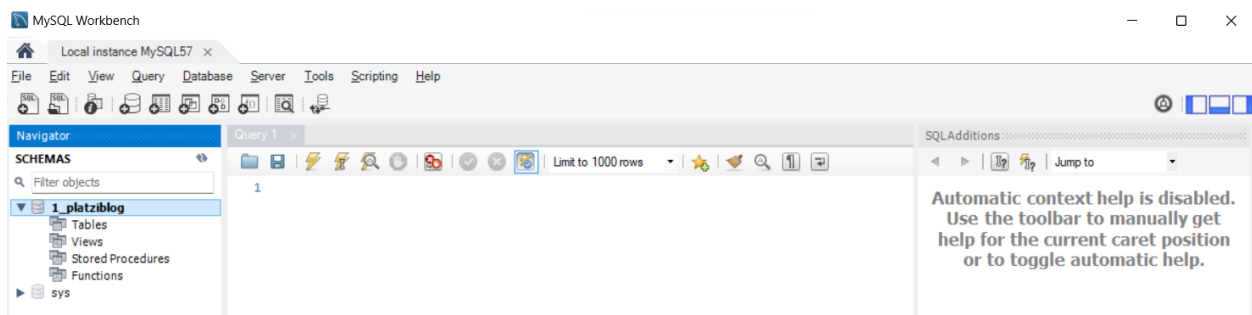 MySQL Workbench
Local instance MySQL57
File Edit View Query Database Server Tools Scripting Help
Navigator
SCHEMAS
Filter objects
1_platziblog
Tables
Views
Stored Procedures
Functions
sys
Query 1
Limit to 1000 rows
1
SQLAdditions
Jump to
Automatic context help is disabled.
Use the toolbar to manually get
help for the current caret position
or to toggle automatic help.